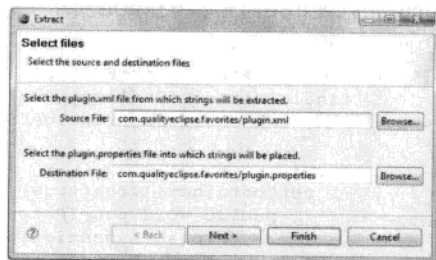 Extract
Select files
Select the source and destination files
Select the plugin.xml file from which strings will be extracted.
Source File: com.qualityeclipse.favorites/plugin.xml Browse...
Select the plugin.properties file into which strings will be placed.
Destination File: com.qualityeclipse.favorites/plugin.properties Browse...
? < Back Next > Finish Cancel